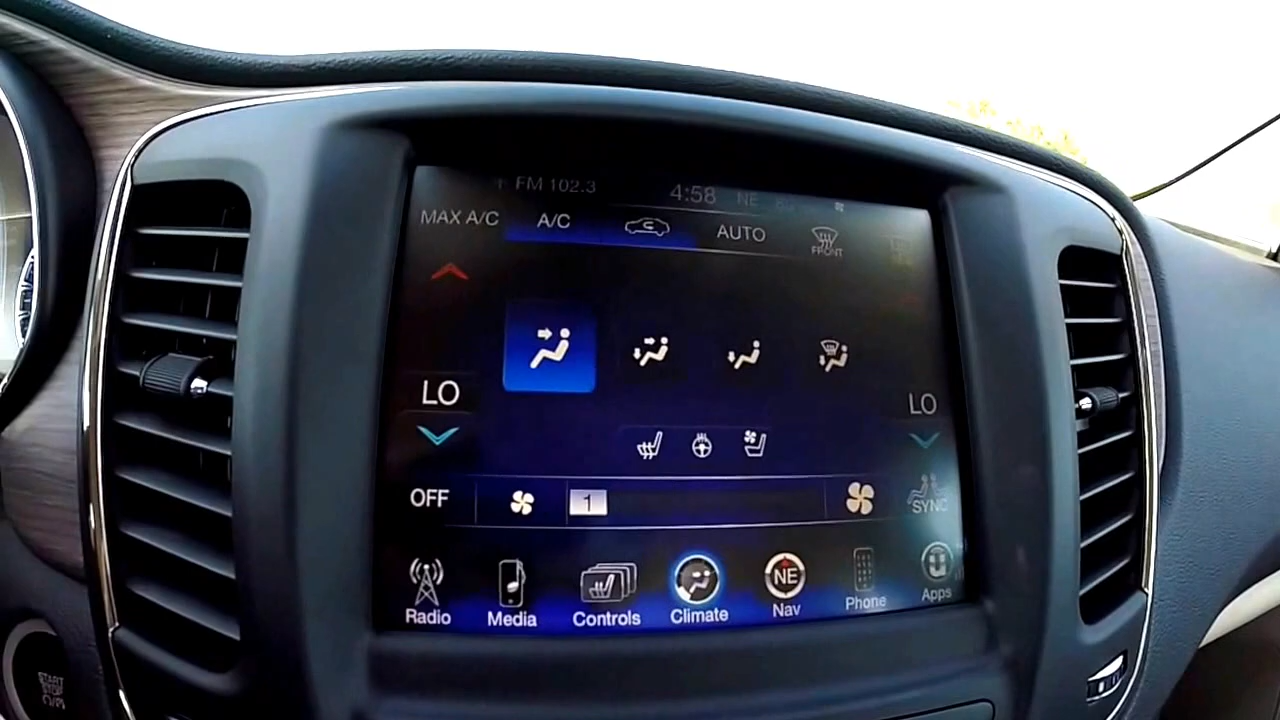 FM 102.3 4:58 NE
MAX A/C A/C AUTO FRONT
LO LO
OFF 1 SYNC
NE
Radio Media Controls Climate Nav Phone Apps
START